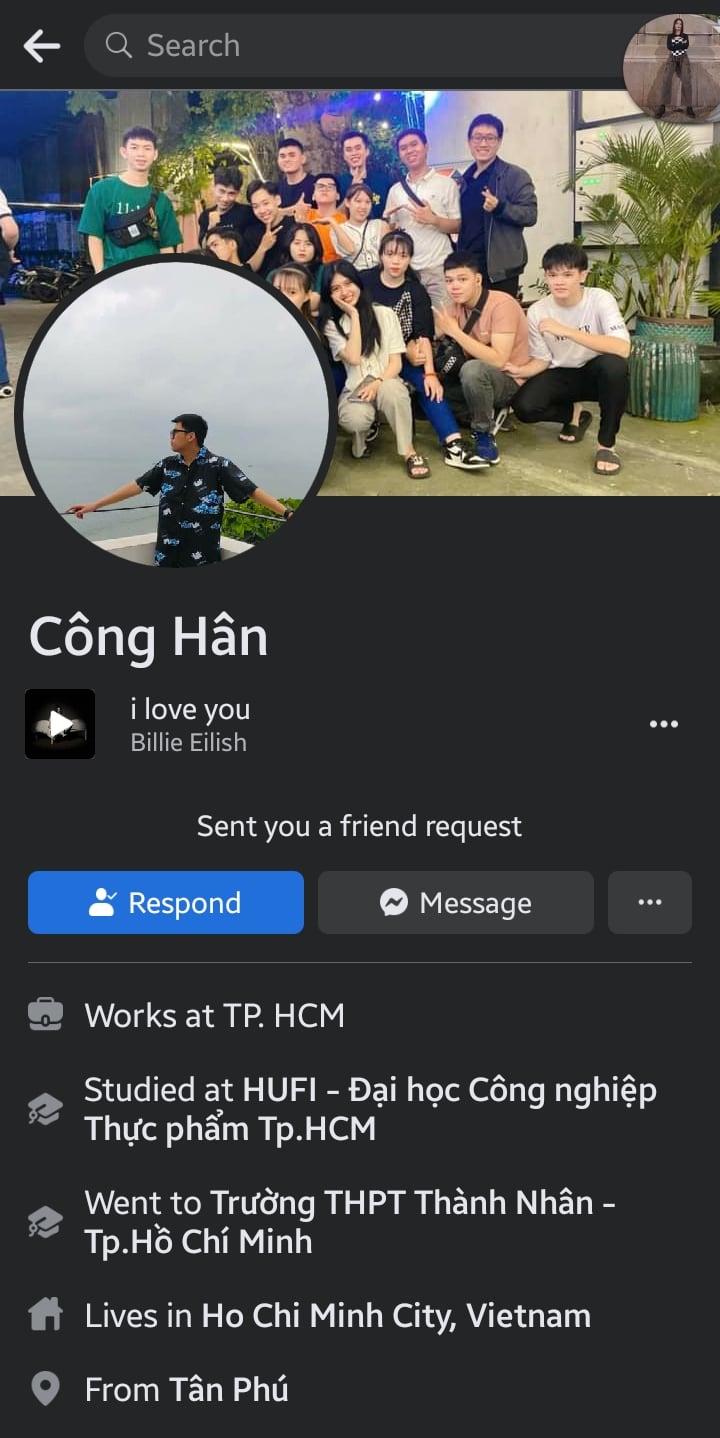 Search
Công Hân
i love you
Billie Eilish
Sent you a friend request
Respond
Message
Works at TP. HCM
Studied at HUFI - Đại học Công nghiệp
Thực phẩm Tp.HCM
Went to Trường THPT Thành Nhân -
Tp.Hồ Chí Minh
Lives in Ho Chi Minh City, Vietnam
From Tân Phú